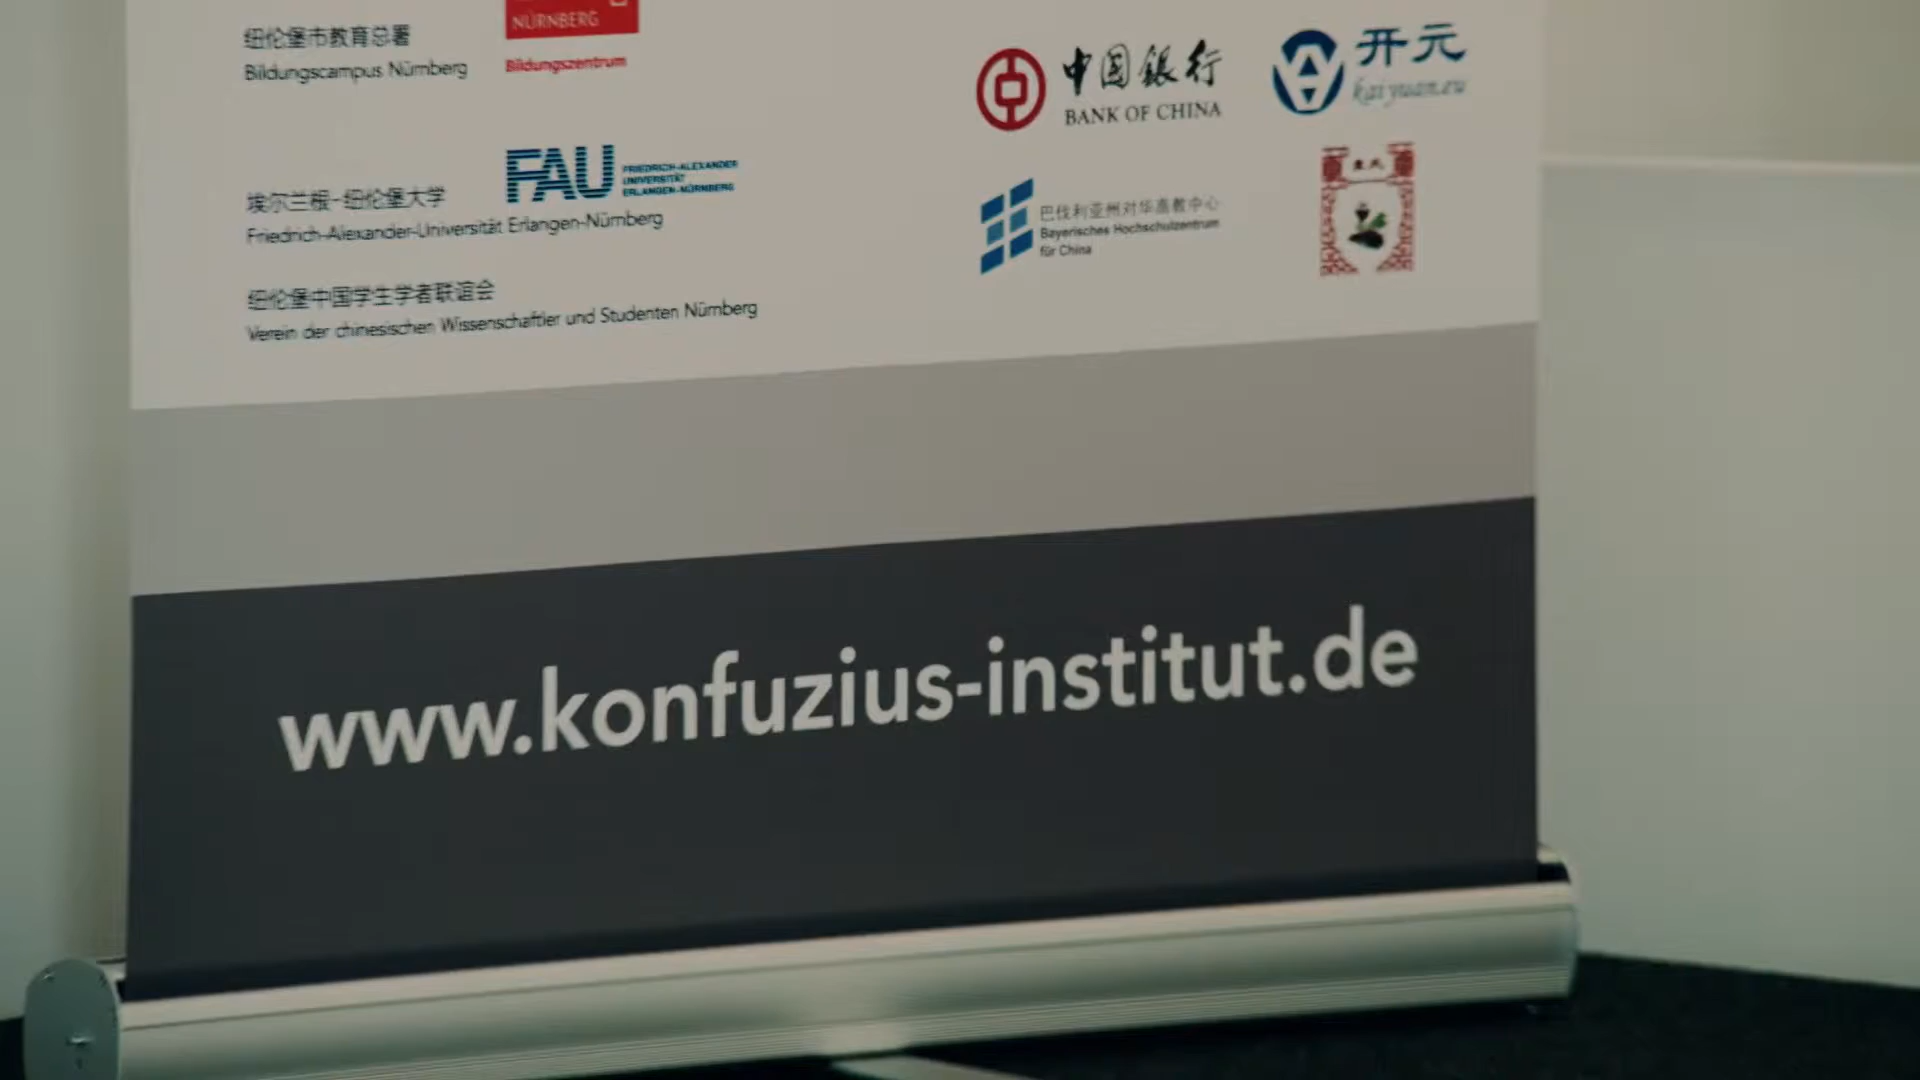 纽伦堡市教育总署
Bildungscampus Nürnberg
NÜRNBERG
Bildungszentrum
埃尔兰根-纽伦堡大学
FAU FRIEDRICH-ALEXANDER
UNIVERSITÄT
ERLANGEN-NÜRNBERG
Friedrich-Alexander-Universität Erlangen-Nürnberg
纽伦堡中国学生学者联谊会
Verein der chinesischen Wissenschaftler und Studenten Nürnberg
中国银行
BANK OF CHINA
开元
kaiyuan.eu
巴伐利亚州对华高教中心
Bayerisches Hochschulzentrum
für China
www.konfuzius-institut.de